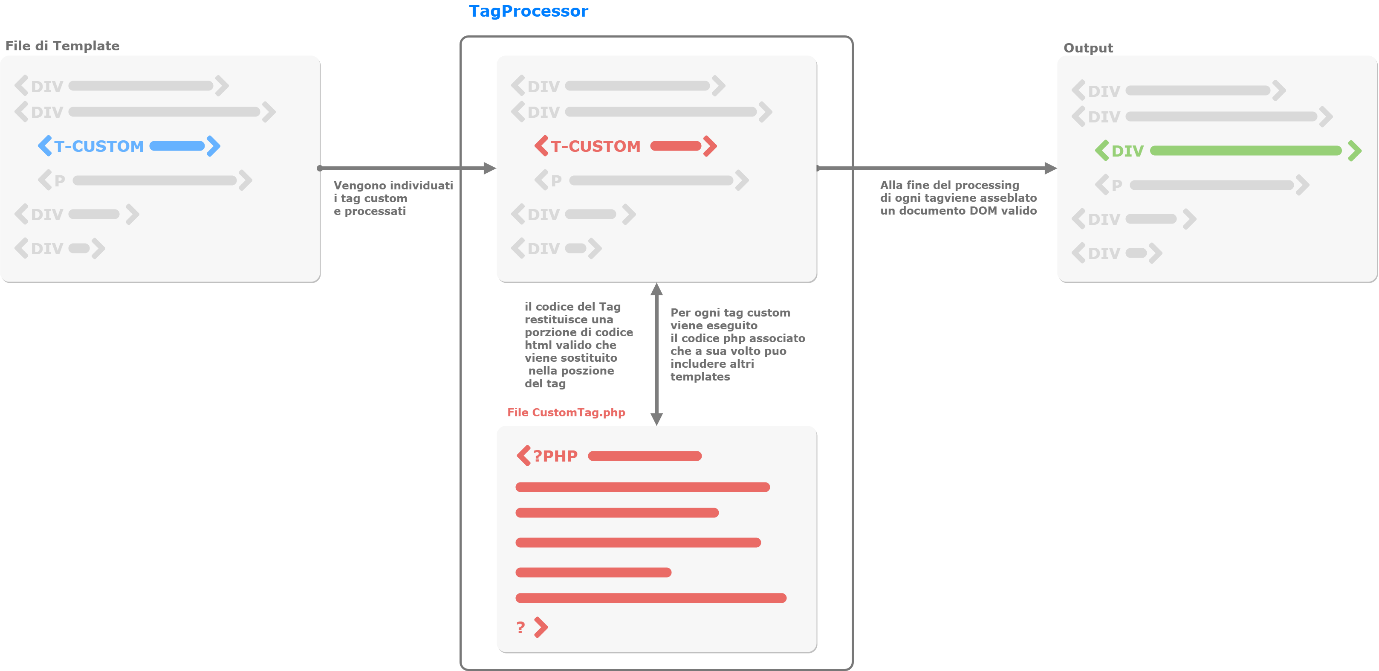 TagProcessor
File di Template
<DIV
<DIV
<T-CUSTOM
<P
<DIV
<DIV
Vengono individuati
i tag custom
e processati
<DIV
<DIV
<T-CUSTOM
<P
<DIV
<DIV
Alla fine del processing
di ogni tagviene asseblato
un documento DOM valido
Output
<DIV
<DIV
<DIV
<P
<DIV
<DIV
il codice del Tag
restituisce una
porzione di codice
html valido che
viene sostituito
nella poszione
del tag
Per ogni tag custom
viene eseguito
il codice php associato
che a sua volto puo
includere altri
templates
File CustomTag.php
<?PHP
? >